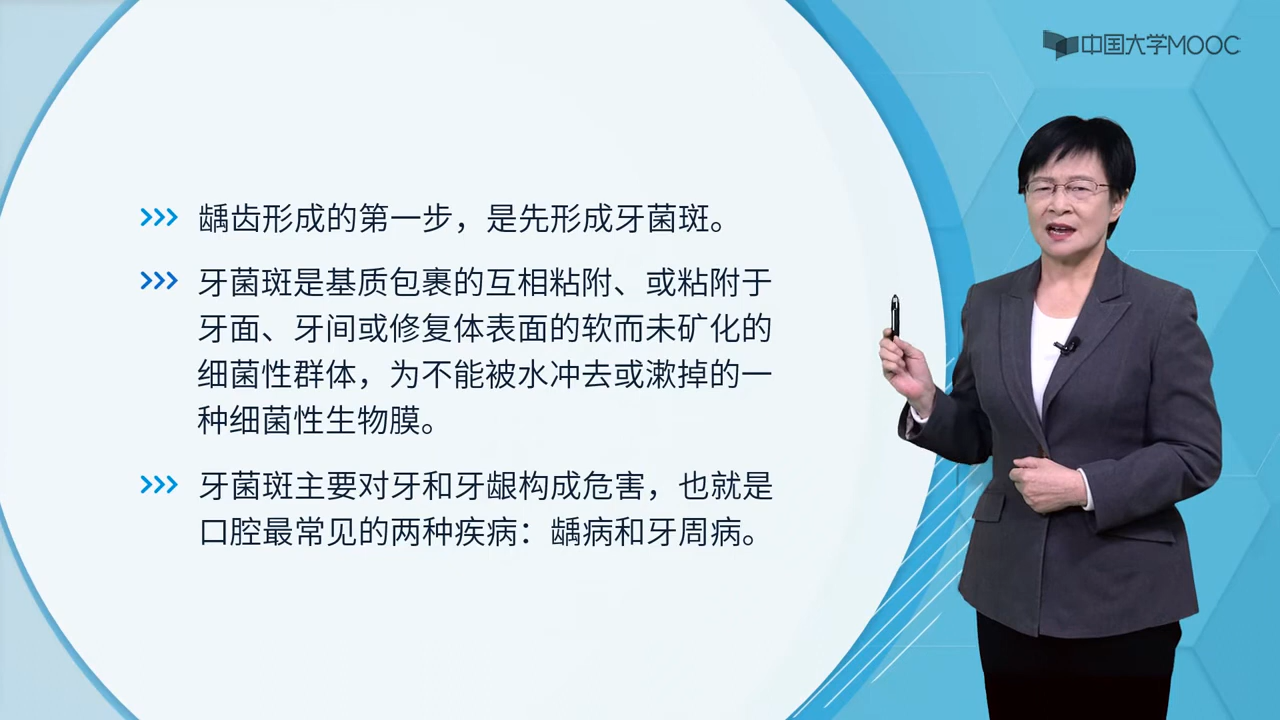 中国大学MOOC
龋齿形成的第一步，是先形成牙菌斑。
牙菌斑是基质包裹的互相粘附、或粘附于
牙面、牙间或修复体表面的软而未矿化的
细菌性群体，为不能被水冲去或漱掉的一
种细菌性生物膜。
牙菌斑主要对牙和牙龈构成危害，也就是
口腔最常见的两种疾病：龋病和牙周病。